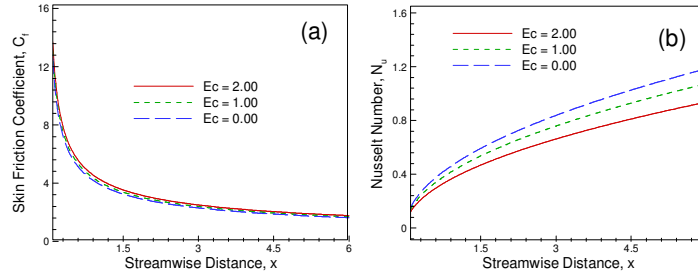 (a)
Skin Friction Coefficient, C_f
16
12
8
4
0
Ec = 2.00
Ec = 1.00
Ec = 0.00
1.5
3
4.5
6
Streamwise Distance, x
(b)
Nusselt Number, N_u
1.6
1.2
0.8
0.4
0
Ec = 2.00
Ec = 1.00
Ec = 0.00
1.5
3
4.5
Streamwise Distance, x